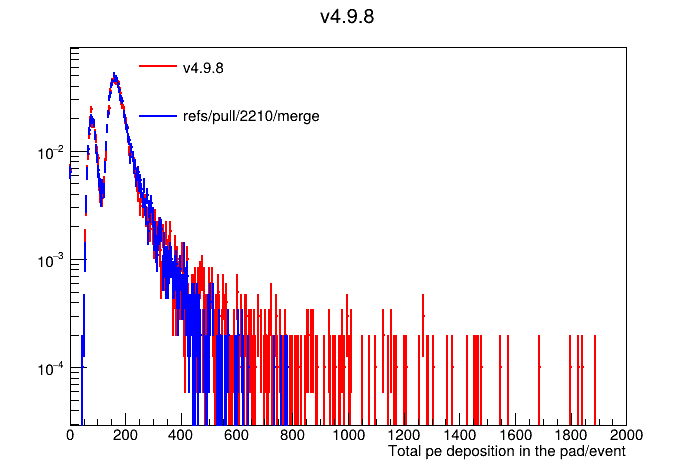 v4.9.8
v4.9.8
refs/pull/2210/merge
10−2
10−3
10−4
0 200 400 600 800 1000 1200 1400 1600 1800 2000
Total pe deposition in the pad/event